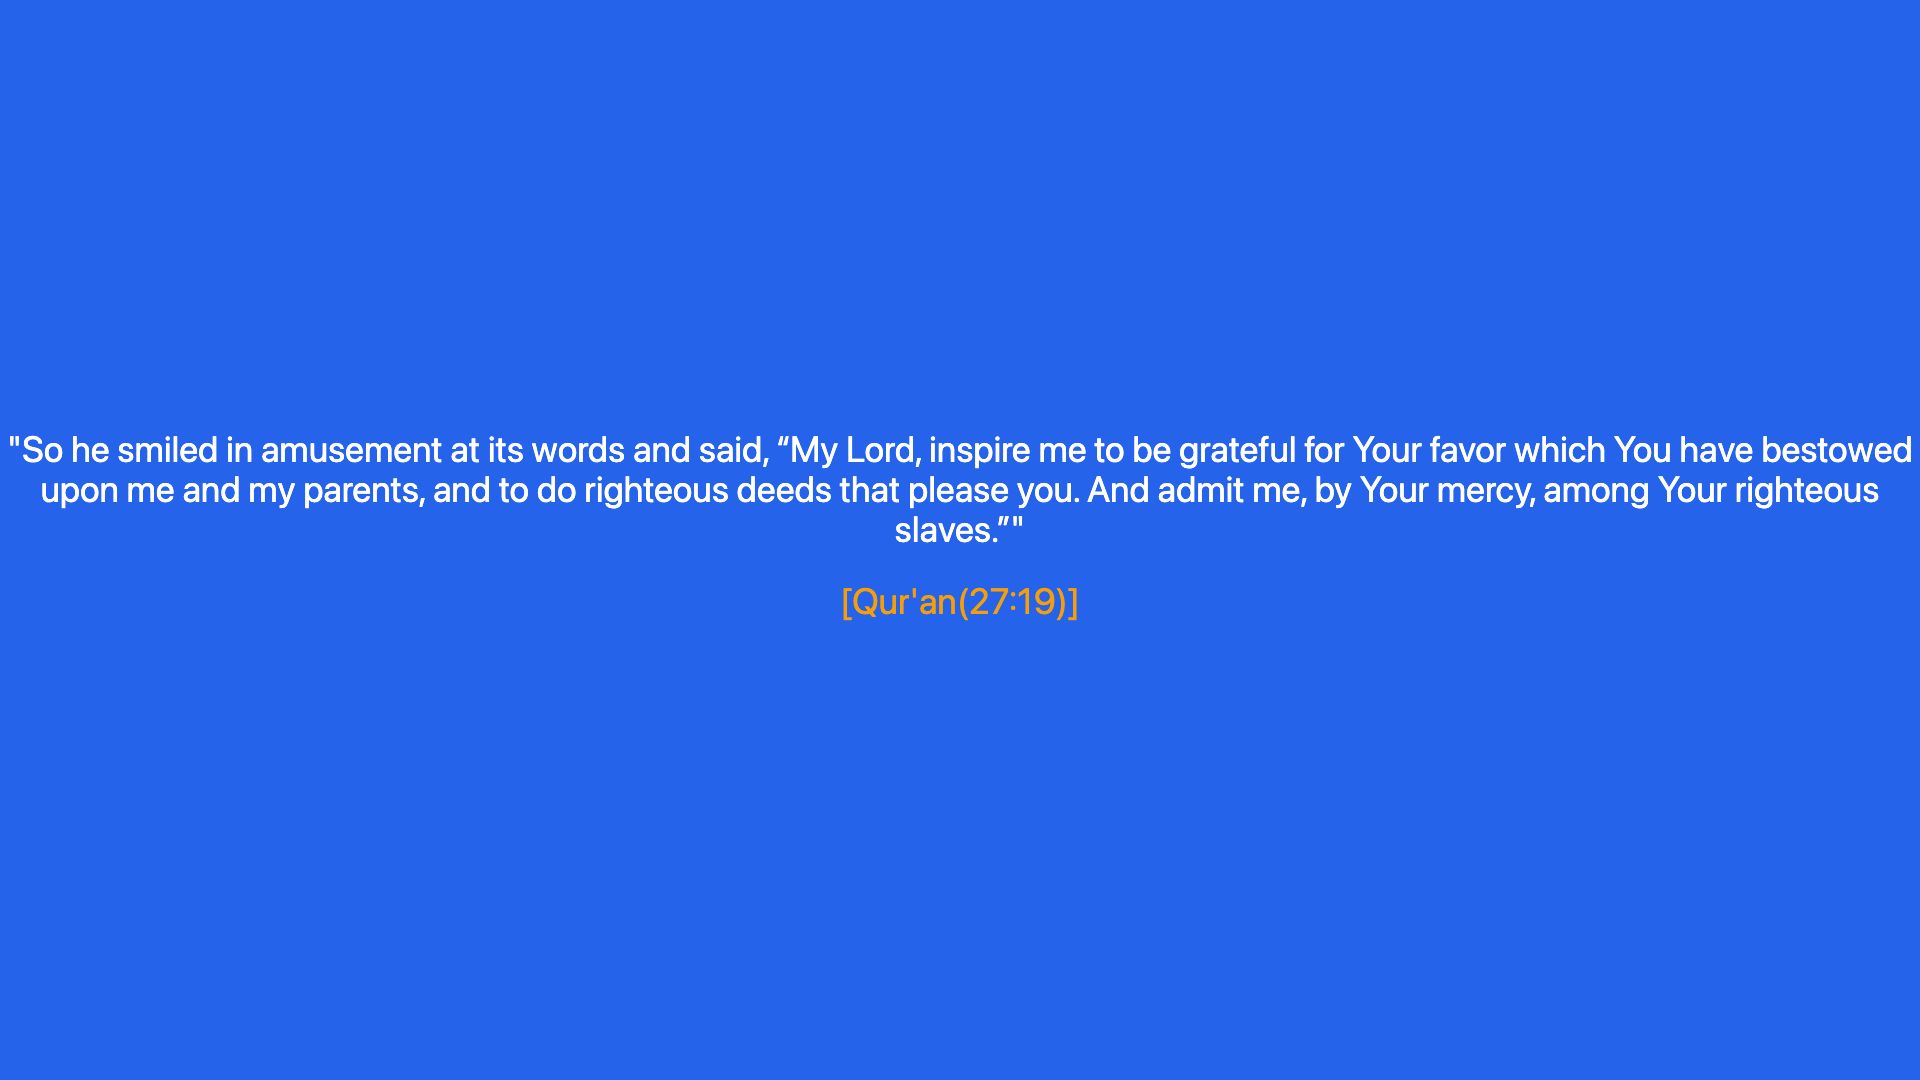 "So he smiled in amusement at its words and said, “My Lord, inspire me to be grateful for Your favor which You have bestowed
upon me and my parents, and to do righteous deeds that please you. And admit me, by Your mercy, among Your righteous
slaves.”"
[Qur'an(27:19)]